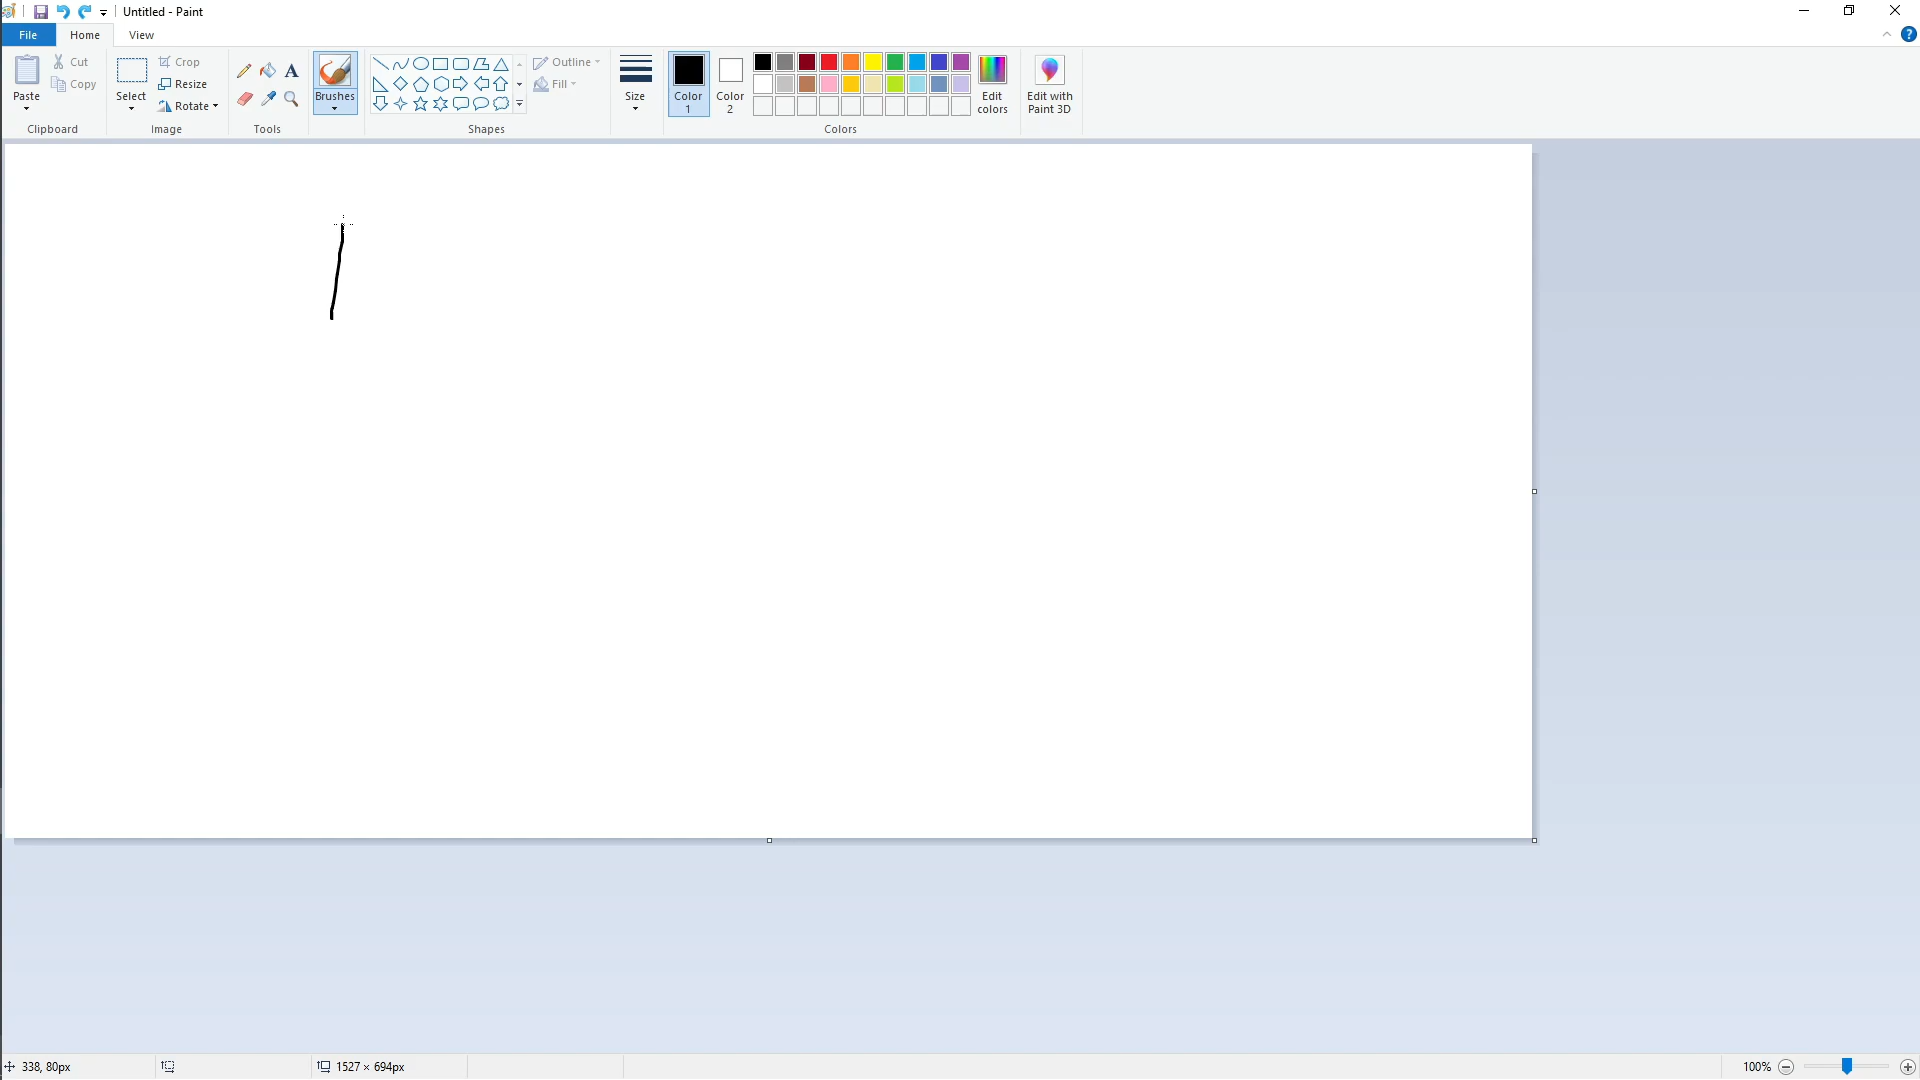 Untitled - Paint
File Home View
Paste Cut Copy Select Crop Resize Rotate A Brushes Outline Fill Size Color 1 Color 2 Edit colors Edit with Paint 3D ?
Clipboard Image Tools Shapes Colors
338, 80px 1527 × 694px 100%